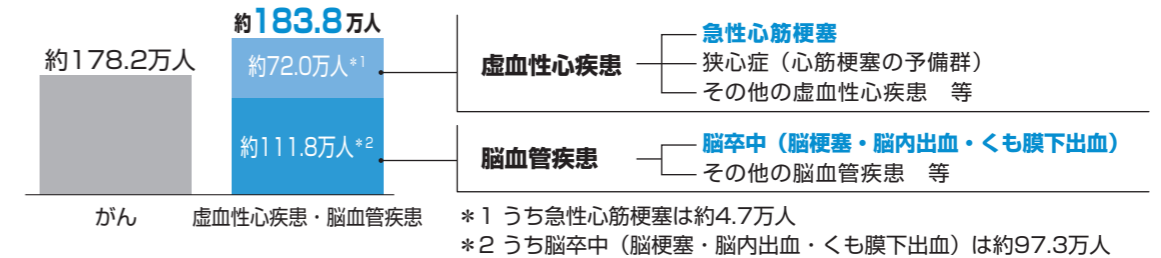 約183.8万人
約178.2万人
約72.0万人*1
約111.8万人*2
がん
虚血性心疾患・脳血管疾患
虚血性心疾患
急性心筋梗塞
狭心症（心筋梗塞の予備群）
その他の虚血性心疾患　等
脳血管疾患
脳卒中（脳梗塞・脳内出血・くも膜下出血）
その他の脳血管疾患　等
＊1 うち急性心筋梗塞は約4.7万人
＊2 うち脳卒中（脳梗塞・脳内出血・くも膜下出血）は約97.3万人